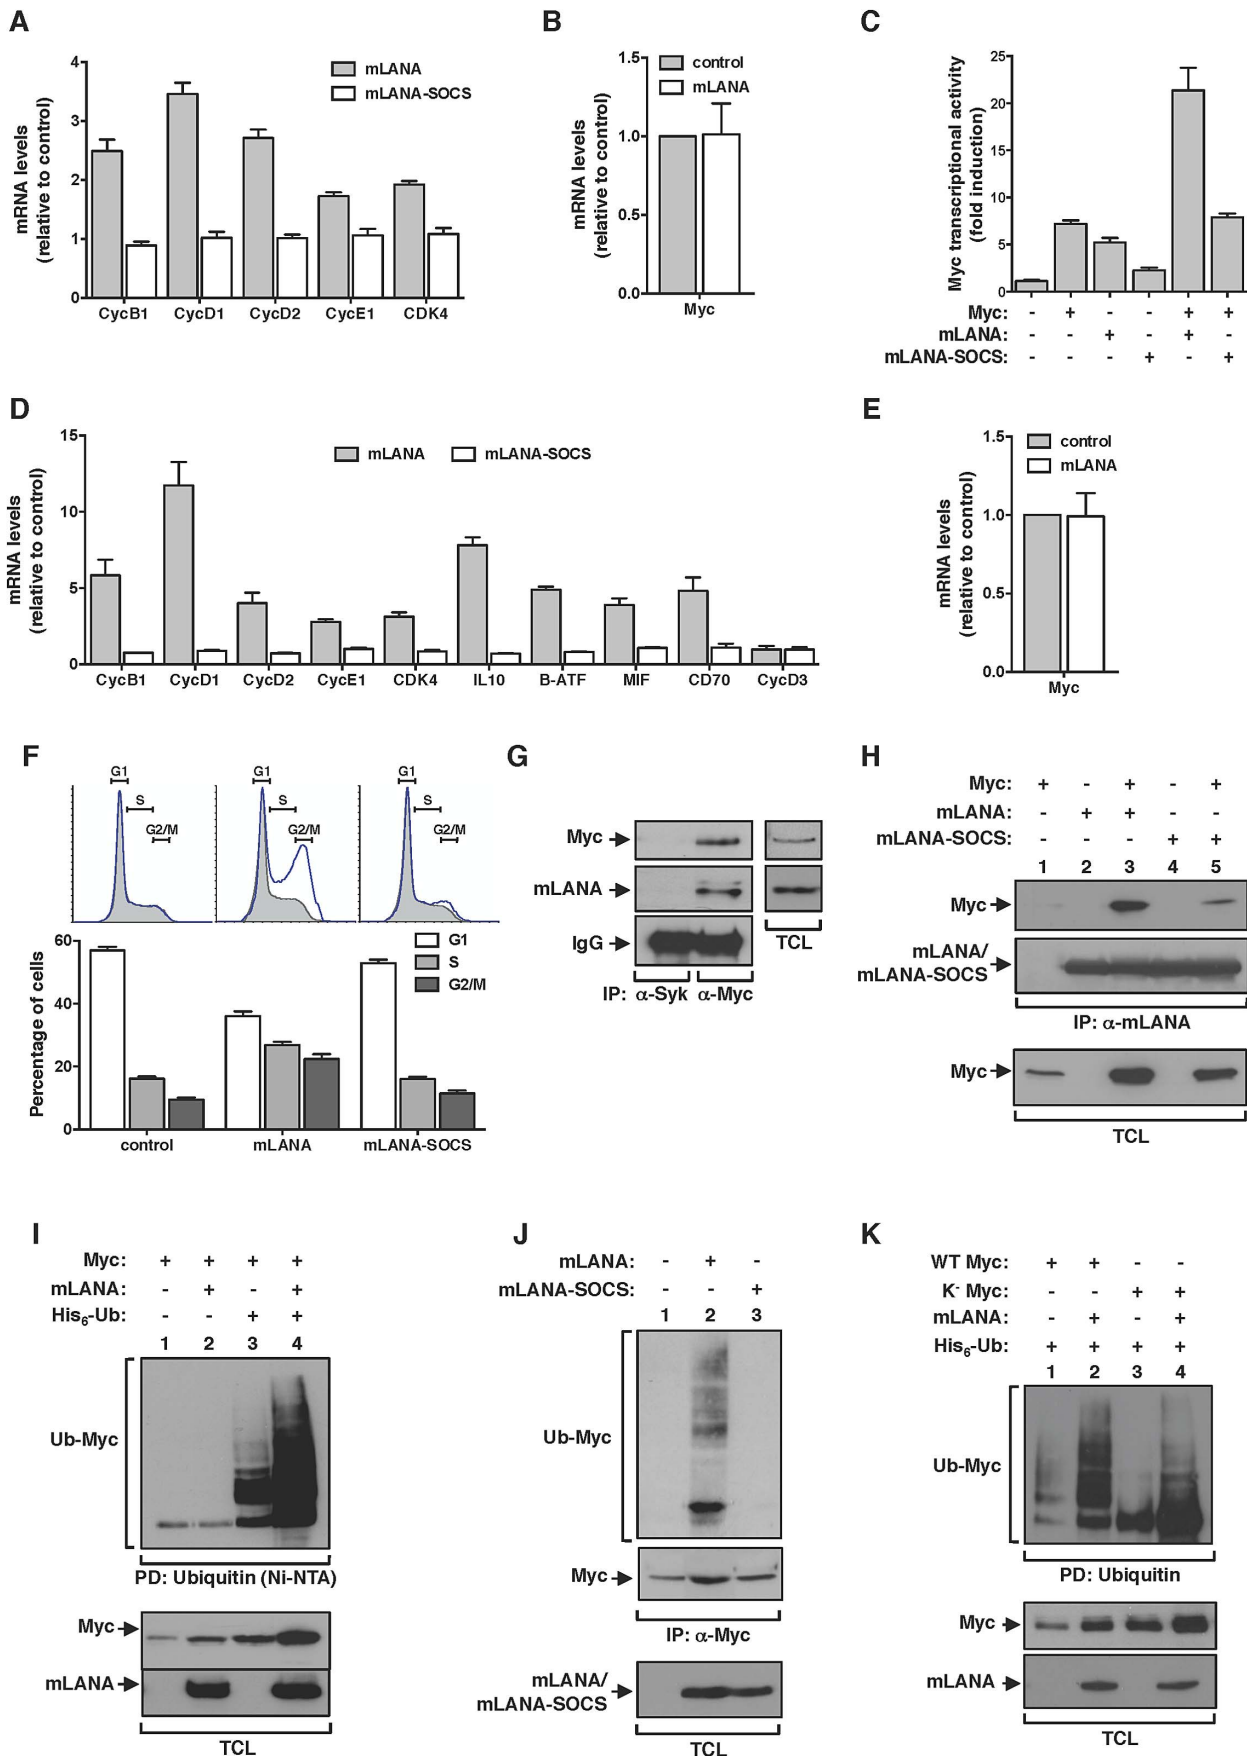 A
mRNA levels
(relative to control)
4
3
2
1
0
mLANA
mLANA-SOCS
CycB1 CycD1 CycD2 CycE1 CDK4
B
mRNA levels
(relative to control)
1.5
1.0
0.5
0.0
control
mLANA
Myc
C
Myc transcriptional activity
(fold induction)
25
20
15
10
5
0
Myc: - + - - + +
mLANA: - - + - + -
mLANA-SOCS: - - - + - +
D
mRNA levels
(relative to control)
15
10
5
0
mLANA mLANA-SOCS
CycB1 CycD1 CycD2 CycE1 CDK4 IL10 B-ATF MIF CD70 CycD3
E
mRNA levels
(relative to control)
1.5
1.0
0.5
0.0
control
mLANA
Myc
F
G1 S G2/M
G1 S G2/M
G1 S G2/M
Percentage of cells
60
40
20
0
G1
S
G2/M
control mLANA mLANA-SOCS
G
Myc
mLANA
IgG
TCL
IP: α-Syk α-Myc
H
Myc: + - + - +
mLANA: - + + - -
mLANA-SOCS: - - - + +
1 2 3 4 5
Myc
mLANA/
mLANA-SOCS
IP: α-mLANA
Myc
TCL
I
Myc: + + + +
mLANA: - + - +
His₆-Ub: - - + +
1 2 3 4
Ub-Myc
PD: Ubiquitin (Ni-NTA)
Myc
mLANA
TCL
J
mLANA: - + -
mLANA-SOCS: - - +
1 2 3
Ub-Myc
Myc
IP: α-Myc
mLANA/
mLANA-SOCS
TCL
K
WT Myc: + + - -
K⁻ Myc: - - + +
mLANA: - + - +
His₆-Ub: + + + +
1 2 3 4
Ub-Myc
PD: Ubiquitin
Myc
mLANA
TCL